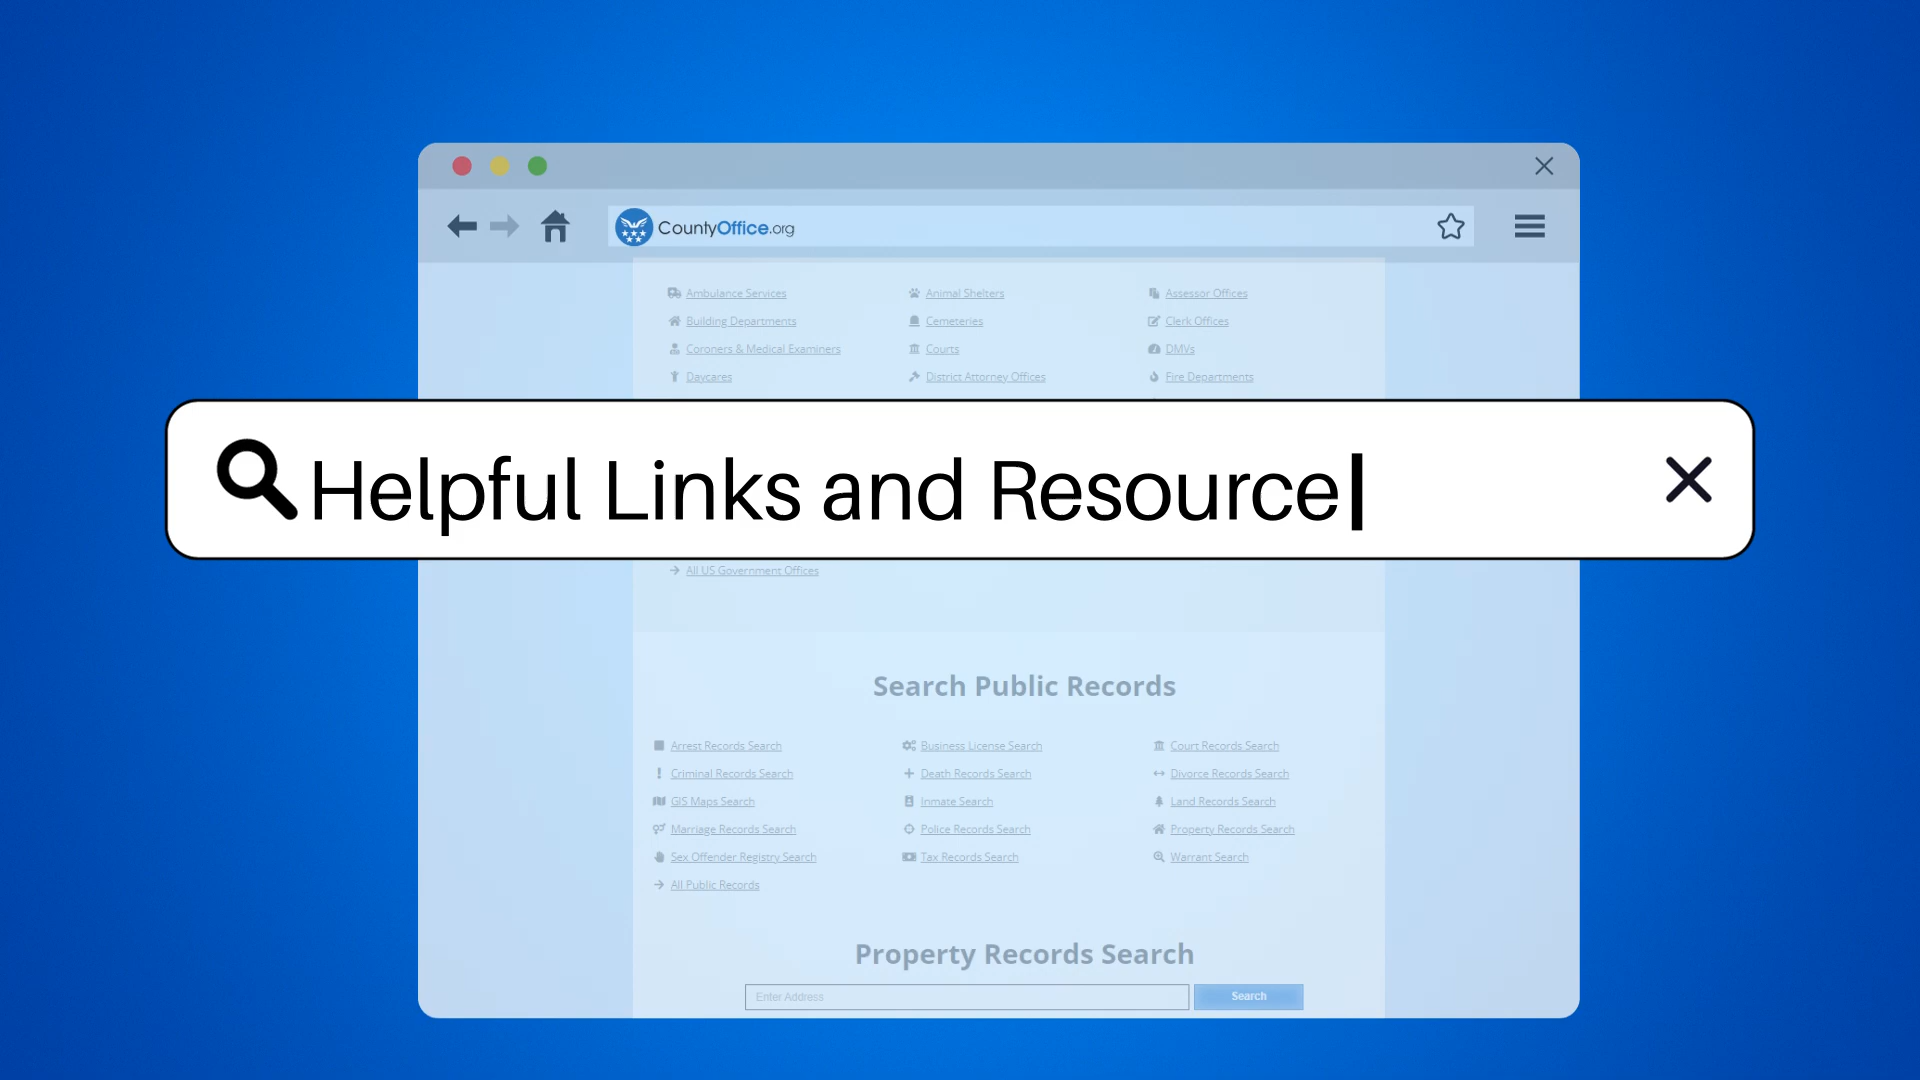 CountyOffice.org
Ambulance Services Animal Shelters Assessor Offices
Building Departments Cemeteries Clerk Offices
Coroners & Medical Examiners Courts DMVs
Daycares District Attorney Offices Fire Departments
Helpful Links and Resource
All US Government Offices
Search Public Records
Arrest Records Search Business License Search Court Records Search
Criminal Records Search Death Records Search Divorce Records Search
GIS Maps Search Inmate Search Land Records Search
Marriage Records Search Police Records Search Property Records Search
Sex Offender Registry Search Tax Records Search Warrant Search
All Public Records
Property Records Search
Enter Address Search